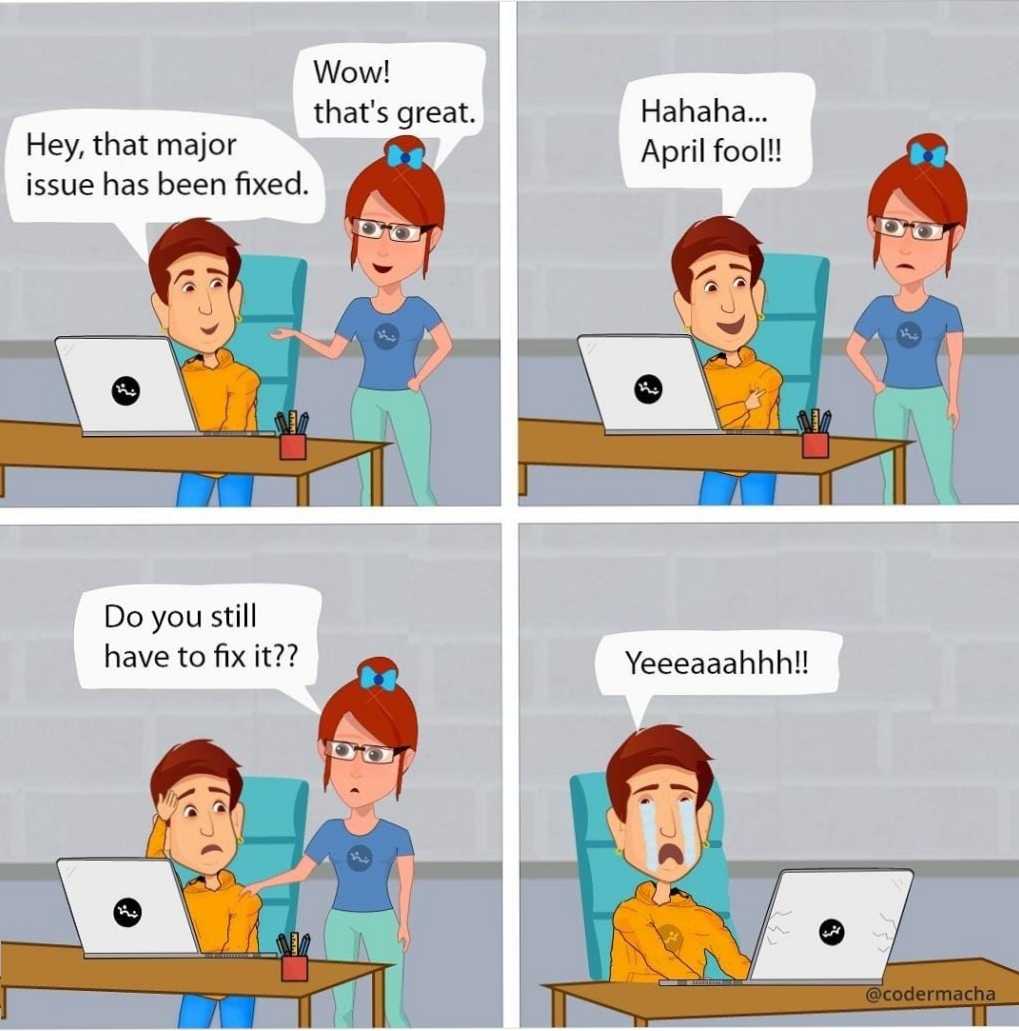 Wow!
that's great.
Hey, that major
issue has been fixed.
Hahaha...
April fool!!
Do you still
have to fix it??
Yeeeaaahhh!!
@codermacha